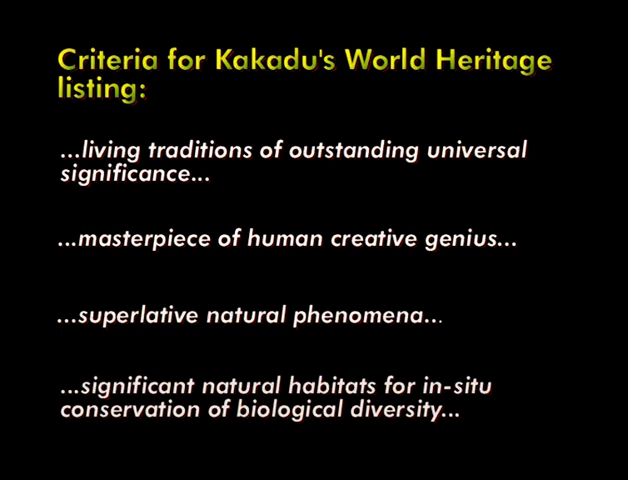 Criteria for Kakadu's World Heritage
listing:
...living traditions of outstanding universal
significance...
...masterpiece of human creative genius...
...superlative natural phenomena...
...significant natural habitats for in-situ
conservation of biological diversity...